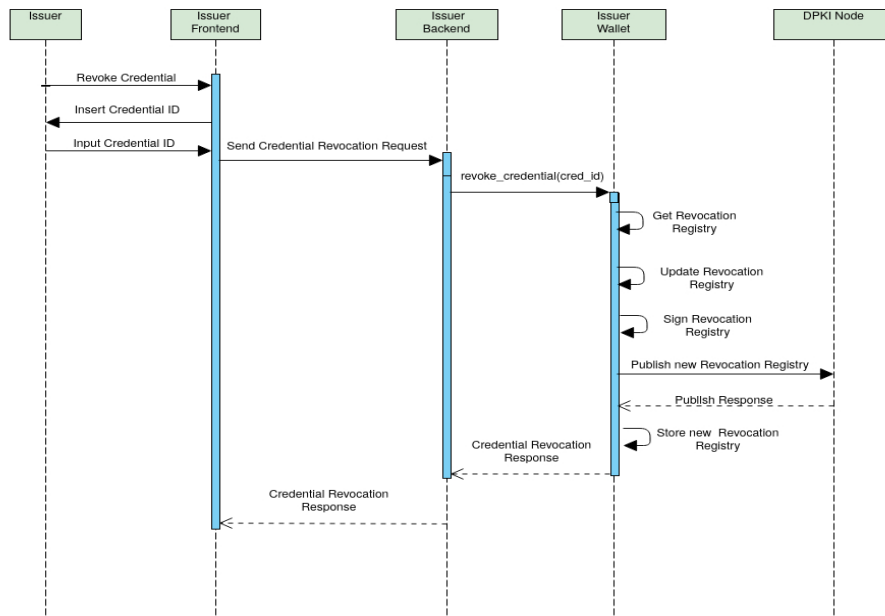 Issuer
Issuer
Frontend
Issuer
Backend
Issuer
Wallet
DPKI Node
Revoke Credential
Insert Credential ID
Input Credential ID
Send Credential Revocation Request
revoke_credential(cred_id)
Get Revocation
Registry
Update Revocation
Registry
Sign Revocation
Registry
Publish new Revocation Registry
Publlsh Response
Store new Revocation
Registry
Credential Revocation
Response
Credential Revocation
Response